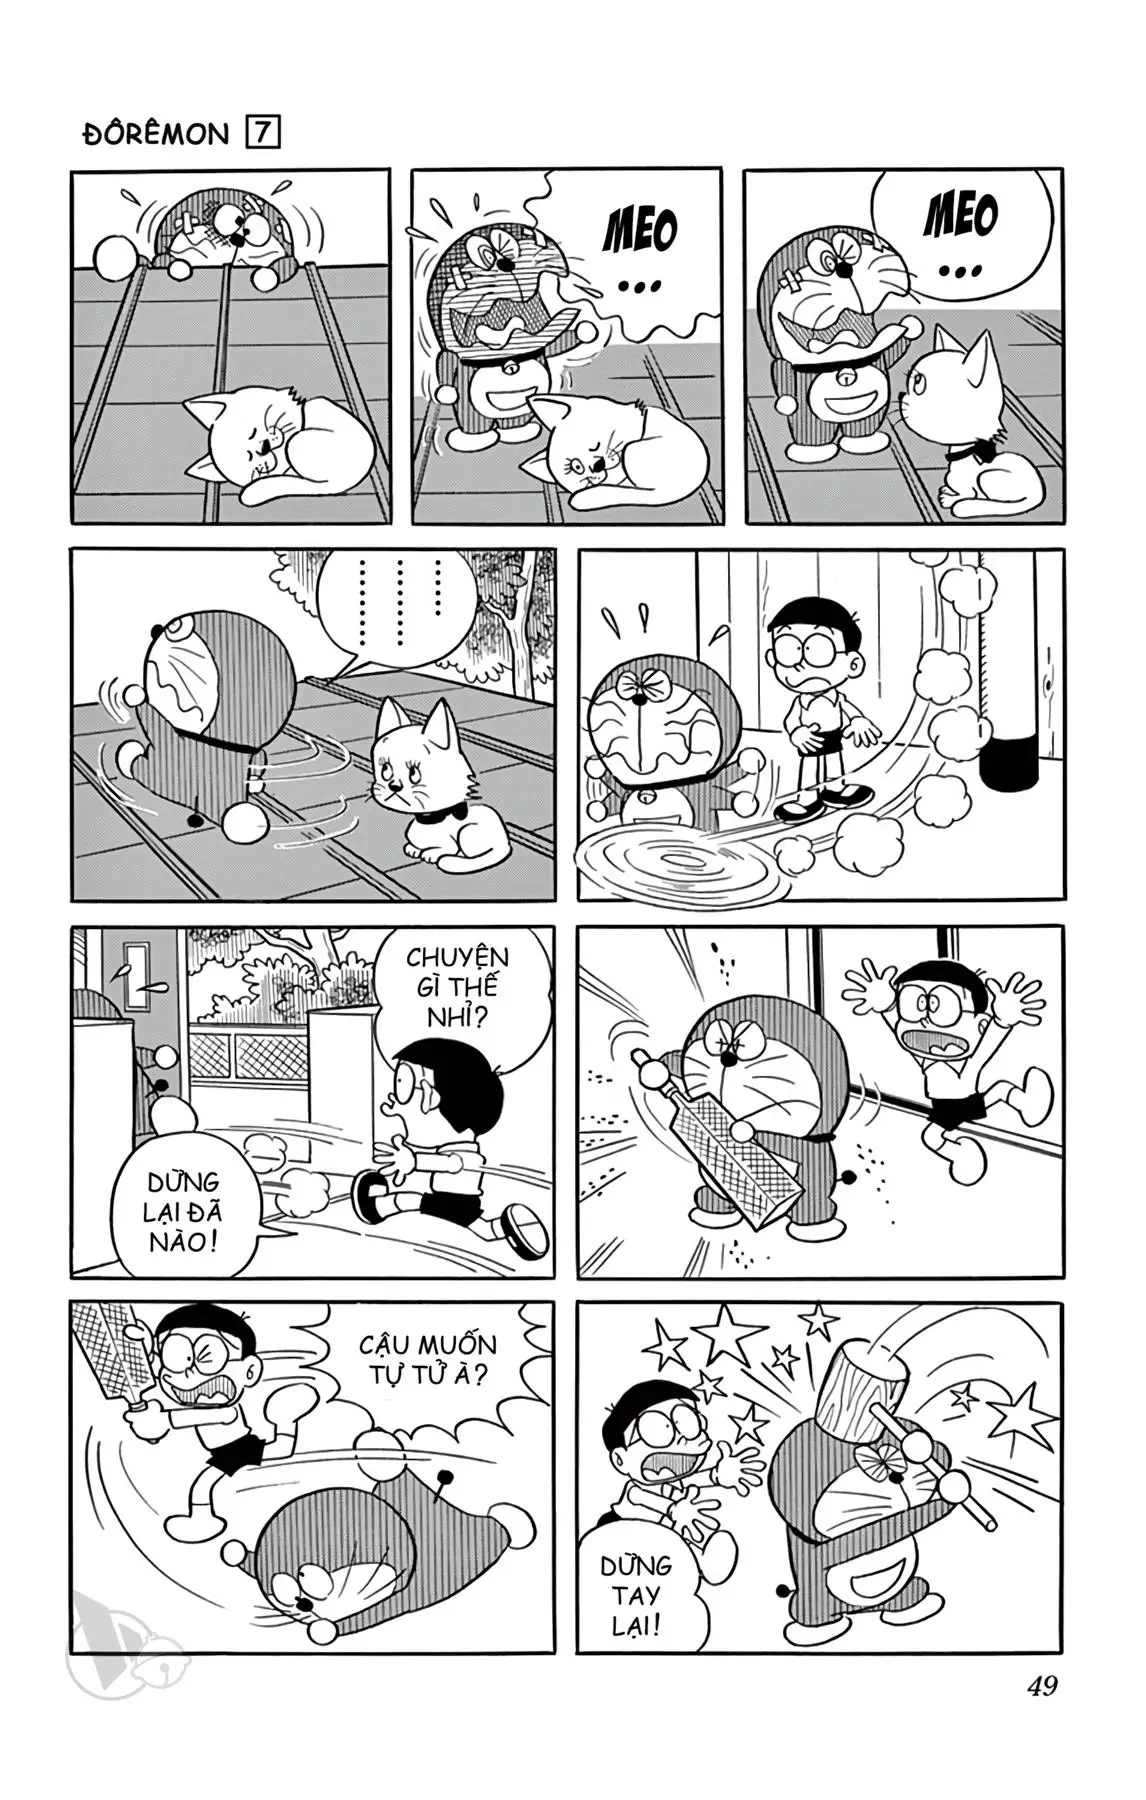 ĐÔRÊMON 7
MEO
...
MEO
...
CHUYỆN
GÌ THẾ
NHỈ?
DỪNG
LẠI ĐÃ
NÀO!
CẬU MUỐN
TỰ TỬ À?
DỪNG
TAY
LẠI!
49